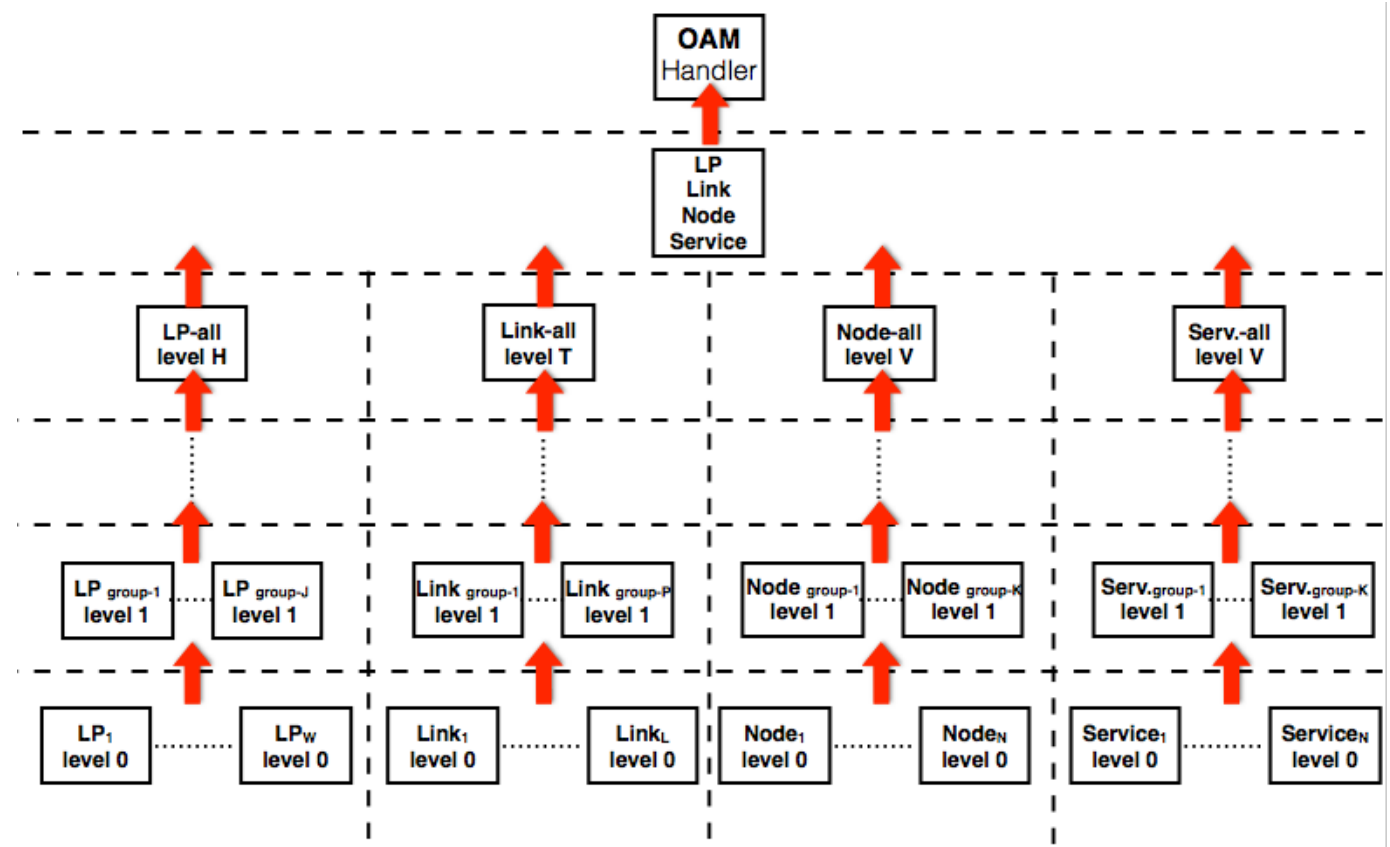 OAM
Handler
LP
Link
Node
Service
LP-all
level H
Link-all
level T
Node-all
level V
Serv.-all
level V
LP group-1
level 1
LP group-J
level 1
Link group-1
level 1
Link group-P
level 1
Node group-1
level 1
Node group-K
level 1
Serv.group-1
level 1
Serv.group-K
level 1
LP1
level 0
LPW
level 0
Link1
level 0
LinkL
level 0
Node1
level 0
NodeN
level 0
Service1
level 0
ServiceN
level 0